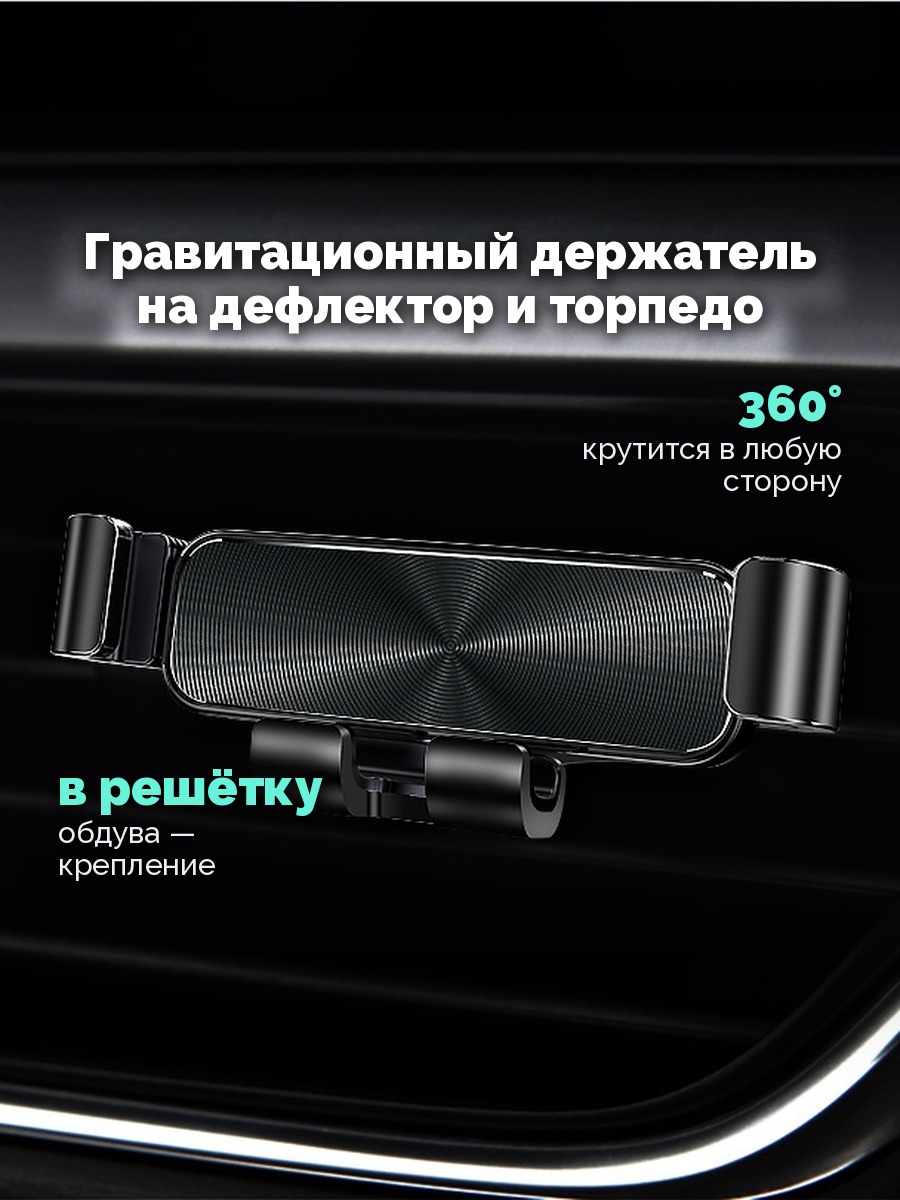 Гравитационный держатель
на дефлектор и торпедо
360°
крутится в любую
сторону
в решётку
обдува —
крепление